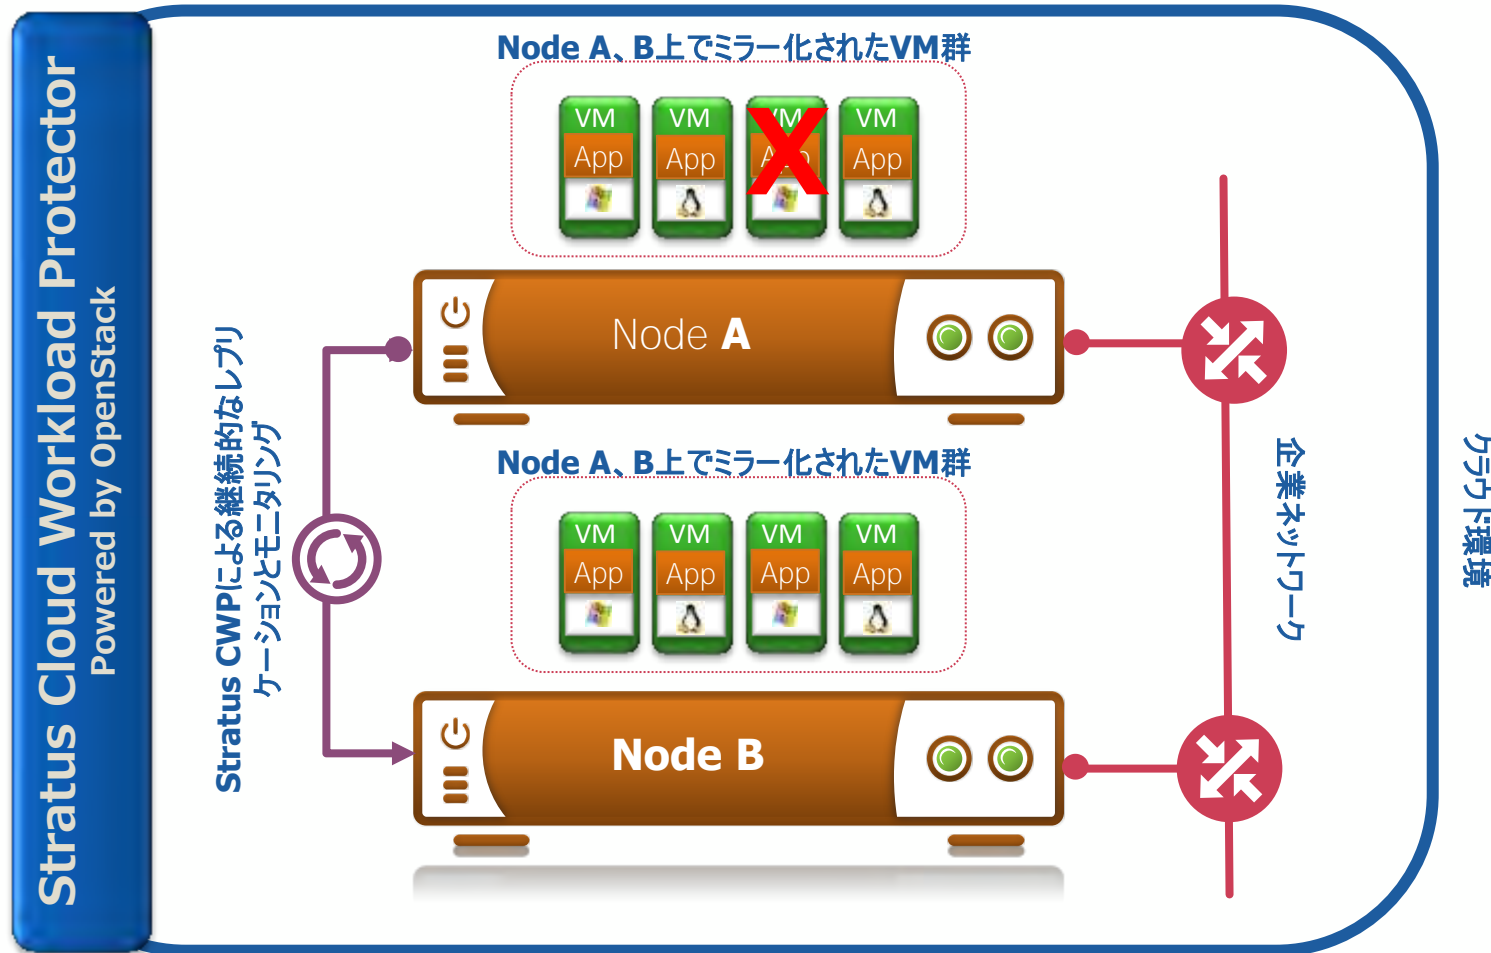 Stratus Cloud Workload Protector
Powered by OpenStack
Node A、B上でミラー化されたVM群
VM VM VM VM
App App App App
Node A
Stratus CWPによる継続的なレプリ
ケーションとモニタリング
Node A、B上でミラー化されたVM群
VM VM VM VM
App App App App
Node B
企業ネットワーク
クラウド環境